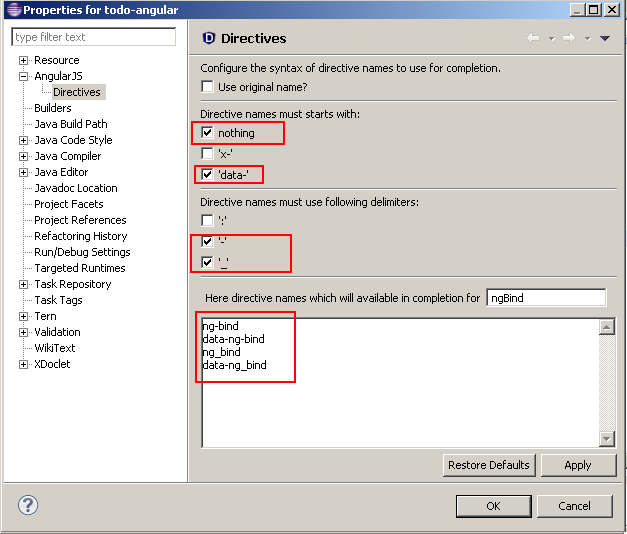 Properties for todo-angular
type filter text
Resource
AngularJS
Directives
Builders
Java Build Path
Java Code Style
Java Compiler
Java Editor
Javadoc Location
Project Facets
Project References
Refactoring History
Run/Debug Settings
Targeted Runtimes
Task Repository
Task Tags
Tern
Validation
WikiText
XDoclet
Directives
Configure the syntax of directive names to use for completion.
Use original name?
Directive names must starts with:
nothing
'x-'
'data-'
Directive names must use following delimiters:
':'
'-'
'_'
Here directive names which will available in completion for ngBind
ng-bind
data-ng-bind
ng_bind
data-ng_bind
Restore Defaults Apply
? OK Cancel